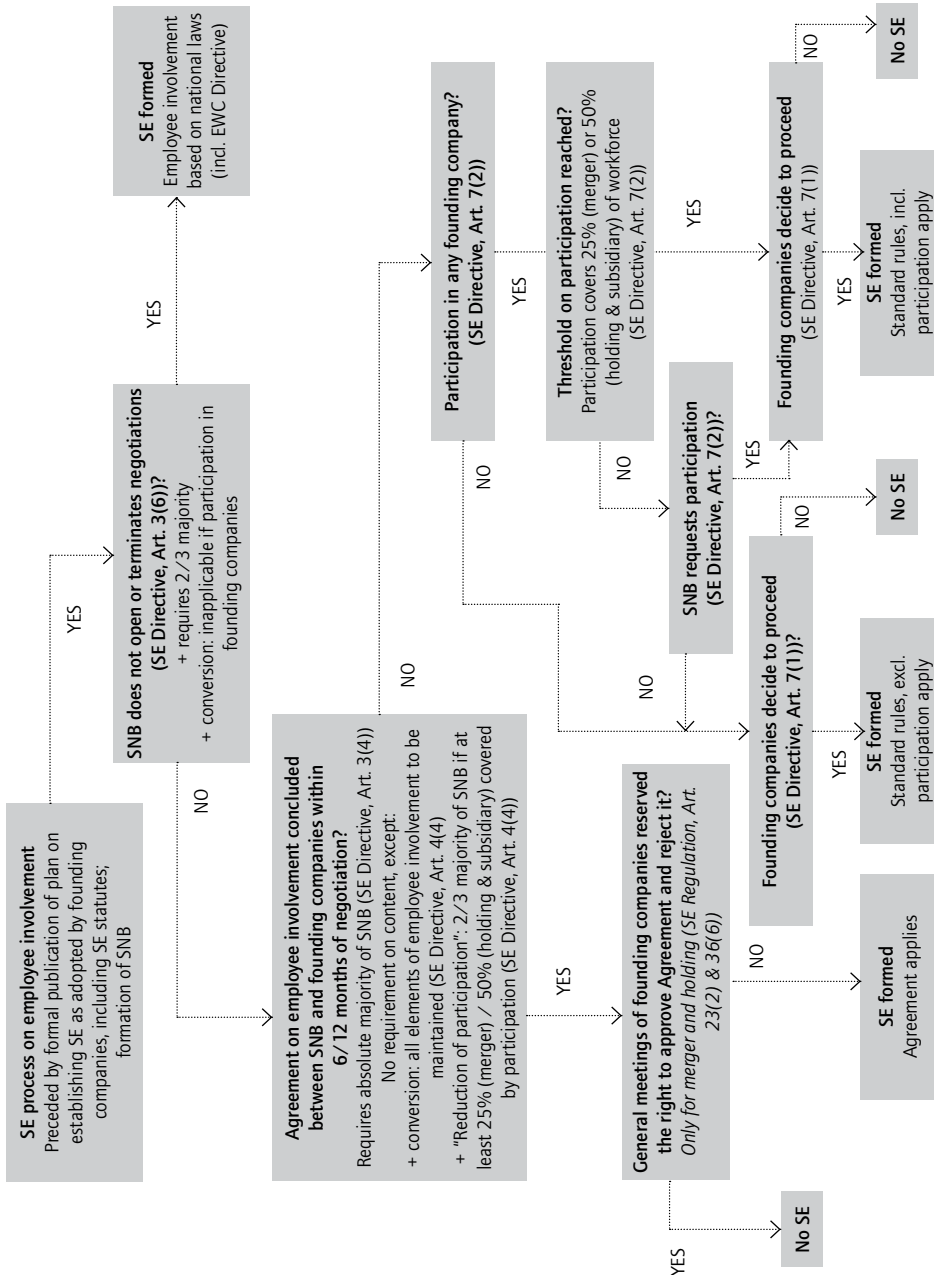 SE process on employee involvement
Preceded by formal publication of plan on
establishing SE as adopted by founding
companies, including SE statutes;
formation of SNB
YES
SNB does not open or terminates negotiations
(SE Directive, Art. 3(6))?
+ requires 2/3 majority
+ conversion: inapplicable if participation in
founding companies
YES
SE formed
Employee involvement
based on national laws
(incl. EWC Directive)
NO
Agreement on employee involvement concluded
between SNB and founding companies within
6/12 months of negotiation?
Requires absolute majority of SNB (SE Directive, Art. 3(4))
No requirement on content, except:
+ conversion: all elements of employee involvement to be
maintained (SE Directive, Art. 4(4)
+ "Reduction of participation": 2/3 majority of SNB if at
least 25% (merger) / 50% (holding & subsidiary) covered
by participation (SE Directive, Art. 4(4))
NO
Participation in any founding company?
(SE Directive, Art. 7(2))
NO
YES
Threshold on participation reached?
Participation covers 25% (merger) or 50%
(holding & subsidiary) of workforce
(SE Directive, Art. 7(2))
NO
YES
SNB requests participation
(SE Directive, Art. 7(2))?
NO
YES
YES
General meetings of founding companies reserved
the right to approve Agreement and reject it?
Only for merger and holding (SE Regulation, Art.
23(2) & 36(6))
YES
No SE
NO
SE formed
Agreement applies
Founding companies decide to proceed
(SE Directive, Art. 7(1))?
YES
NO
SE formed
Standard rules, excl.
participation apply
No SE
Founding companies decide to proceed
(SE Directive, Art. 7(1))
YES
NO
SE formed
Standard rules, incl.
participation apply
No SE